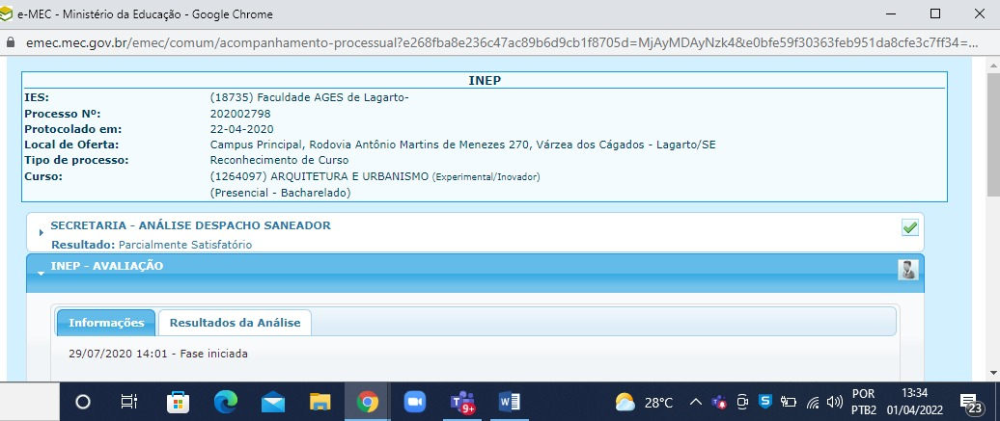 e-MEC - Ministério da Educação - Google Chrome
emec.mec.gov.br/emec/comum/acompanhamento-processual?e268fba8e236c47ac89b6d9cb1f8705d=MjAyMDAyNzk4&e0bfe59f30363feb951da8cfe3c7ff34=...
INEP
IES: (18735) Faculdade AGES de Lagarto-
Processo Nº: 202002798
Protocolado em: 22-04-2020
Local de Oferta: Campus Principal, Rodovia Antônio Martins de Menezes 270, Várzea dos Cágados - Lagarto/SE
Tipo de processo: Reconhecimento de Curso
Curso: (1264097) ARQUITETURA E URBANISMO (Experimental/Inovador)
(Presencial - Bacharelado)
SECRETARIA - ANÁLISE DESPACHO SANEADOR
Resultado: Parcialmente Satisfatório
INEP - AVALIAÇÃO
Informações Resultados da Análise
29/07/2020 14:01 - Fase iniciada
9+
28°C
POR
PTB2
13:34
01/04/2022
23